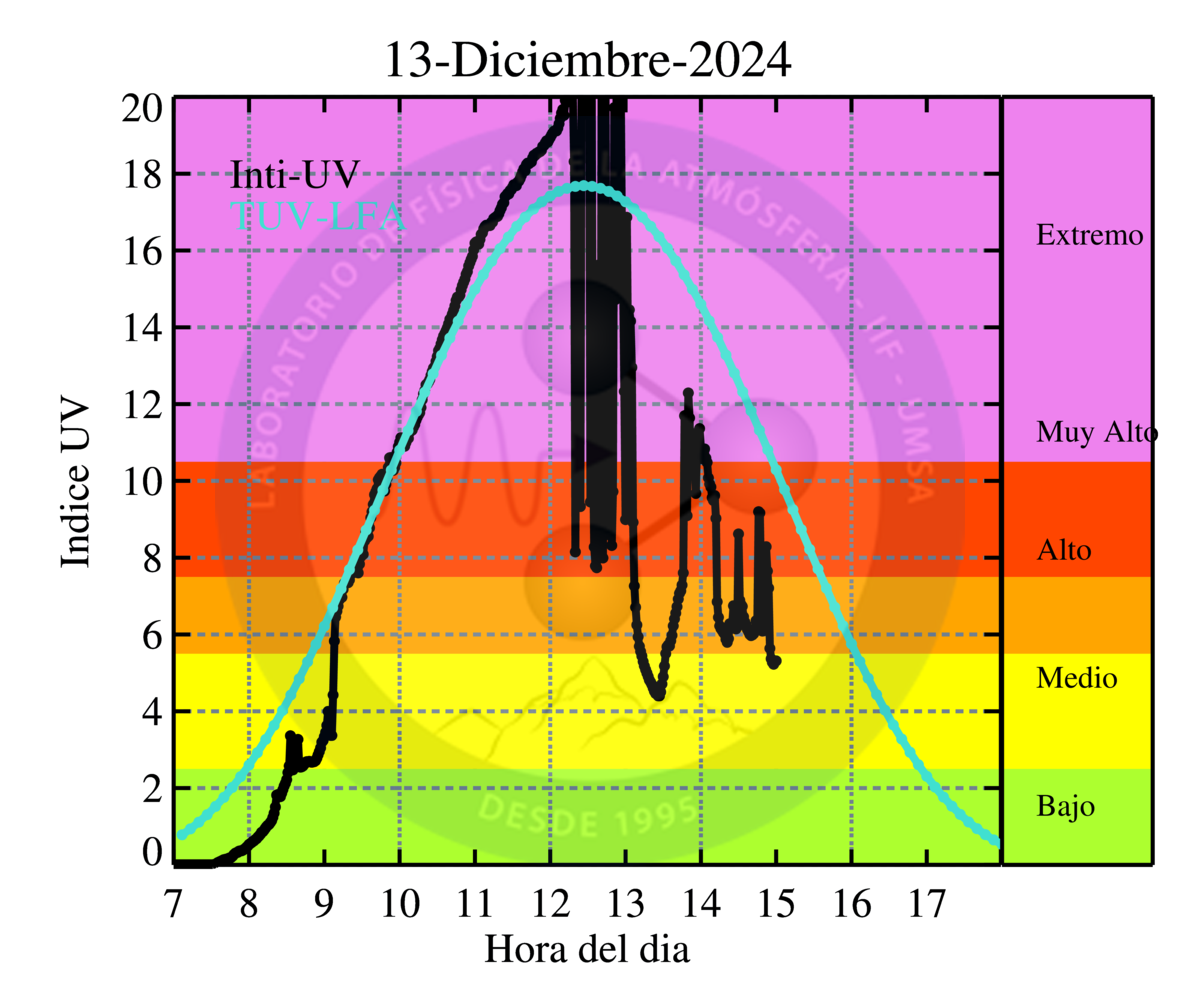 13-Diciembre-2024
20
18
16
14
12
10
8
6
4
2
0
Indice UV
Inti-UV
TUV-LFA
LABORATORIO DE FÍSICA DE LA ATMÓSFERA - IIF - UMSA
DESDE 1995
Extremo
Muy Alto
Alto
Medio
Bajo
7 8 9 10 11 12 13 14 15 16 17
Hora del dia